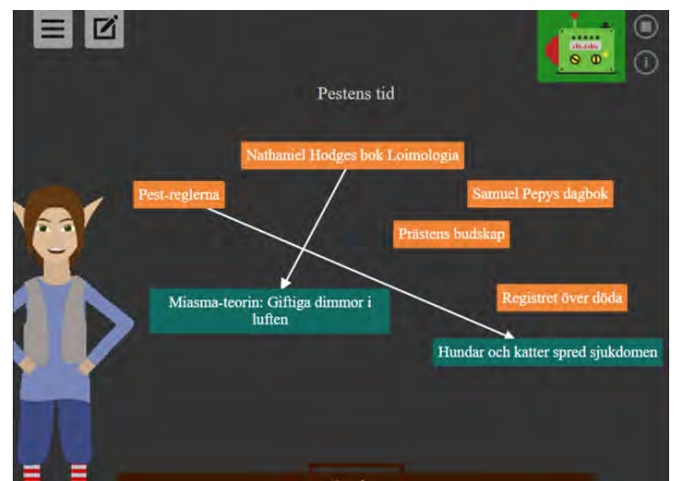 Pestens tid
Nathaniel Hodges bok Loimologia
Pest-reglerna
Samuel Pepys dagbok
Prästens budskap
Registret över döda
Miasma-teorin: Giftiga dimmor i
luften
Hundar och katter spred sjukdomen